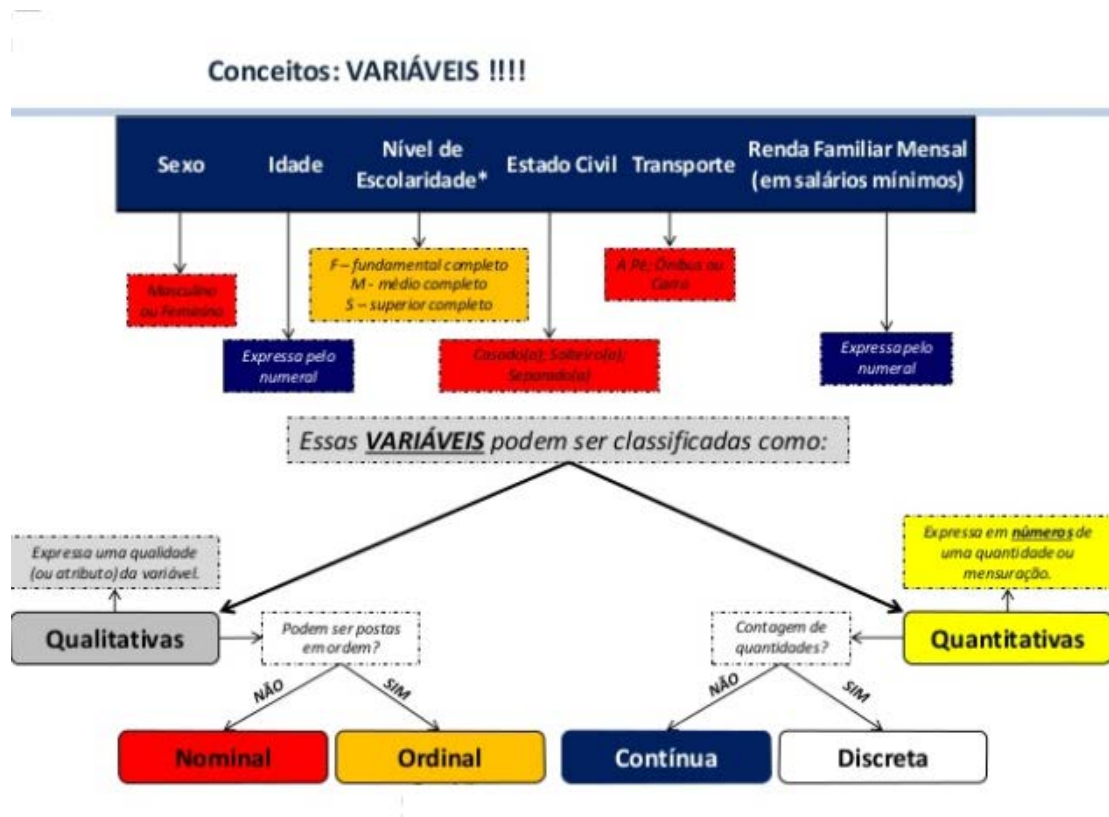 Conceitos: VARIÁVEIS !!!!
Sexo
Idade
Nível de
Escolaridade*
Estado Civil
Transporte
Renda Familiar Mensal
(em salários mínimos)
Masculino
ou Feminino
Expressa pelo
numeral
F – fundamental completo
M - médio completo
S – superior completo
Casado(a); Solteiro(a);
Separado(a)
A Pé; Ônibus ou
Carro
Expressa pelo
numeral
Essas VARIÁVEIS podem ser classificadas como:
Expressa uma qualidade
(ou atributo) da variável.
Expressa em números de
uma quantidade ou
mensuração.
Qualitativas
Podem ser postas
em ordem?
Contagem de
quantidades?
Quantitativas
NÃO
SIM
NÃO
SIM
Nominal
Ordinal
Contínua
Discreta